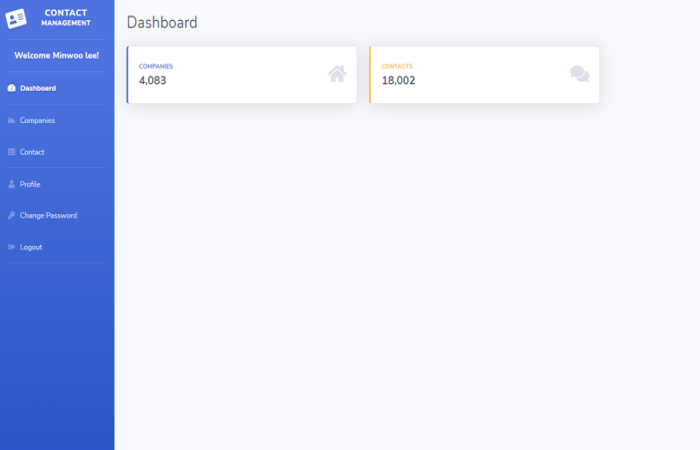 CONTACT
MANAGEMENT
Welcome Minwoo lee!
Dashboard
Companies
Contact
Profile
Change Password
Logout
Dashboard
COMPANIES
4,083
CONTACTS
18,002